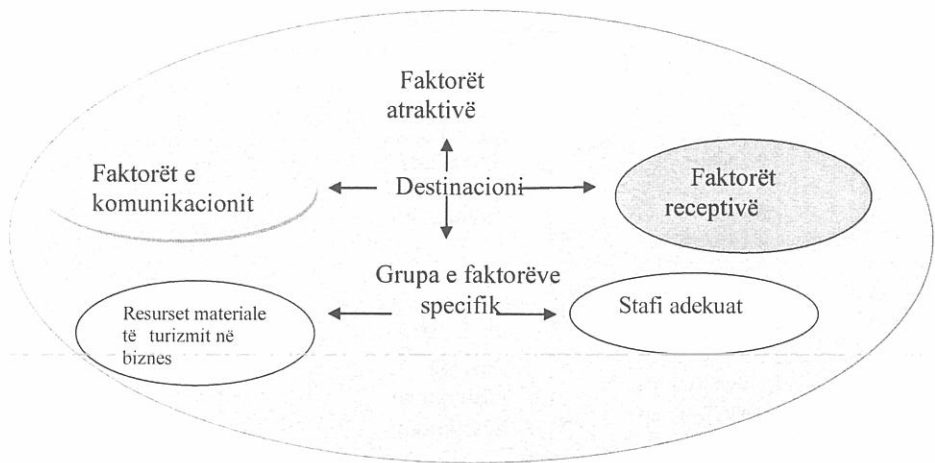 Faktorët
atraktivë
Faktorët e
komunikacionit
Destinacioni
Faktorët
receptivë
Grupa e faktorëve
specifik
Resurset materiale
të turizmit në
biznes
Stafi adekuat